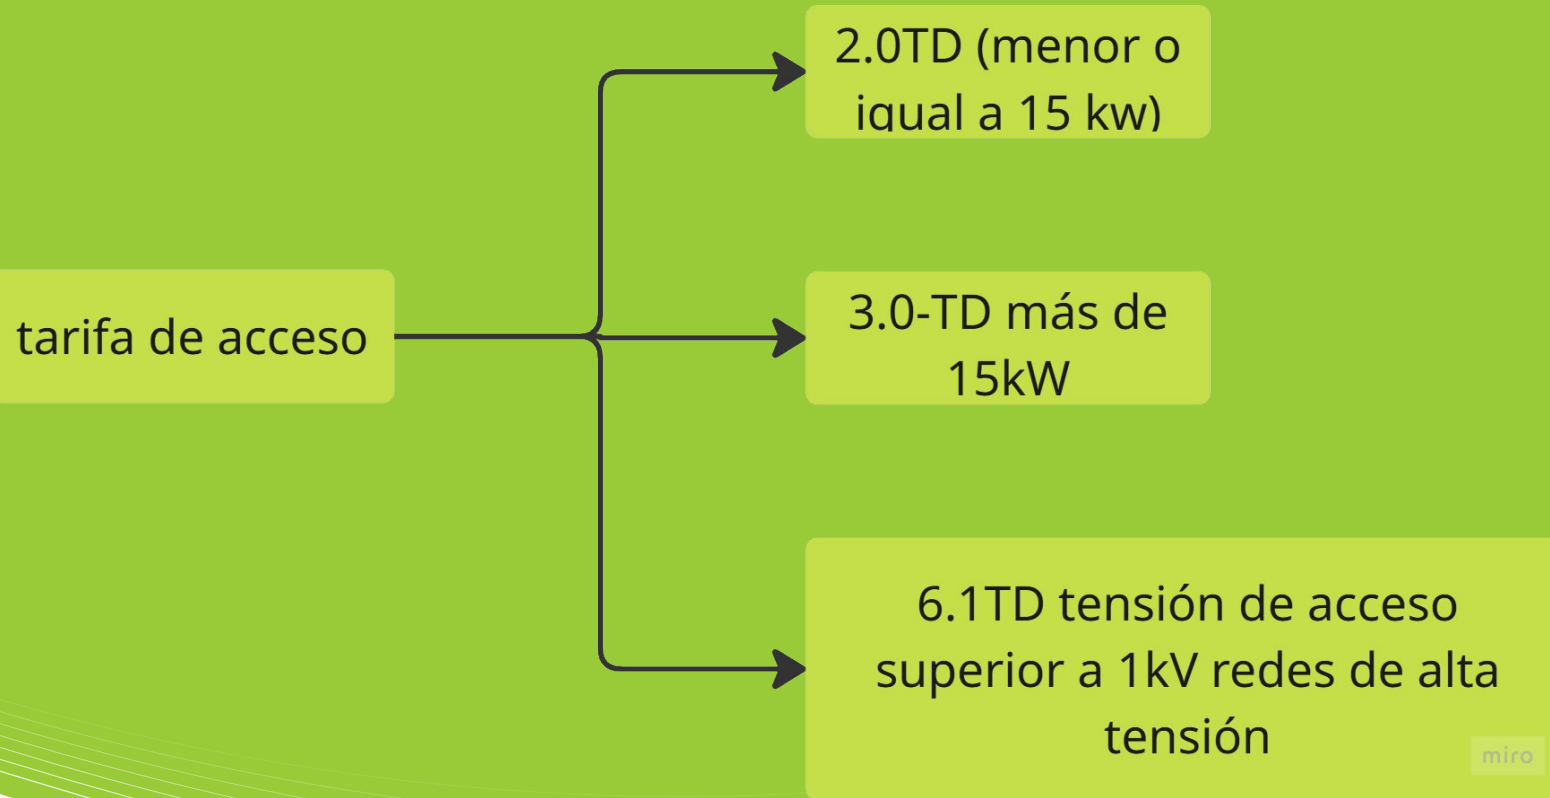 2.0TD (menor o
igual a 15 kw)
tarifa de acceso
3.0-TD más de
15kW
6.1TD tensión de acceso
superior a 1kV redes de alta
tensión
miro